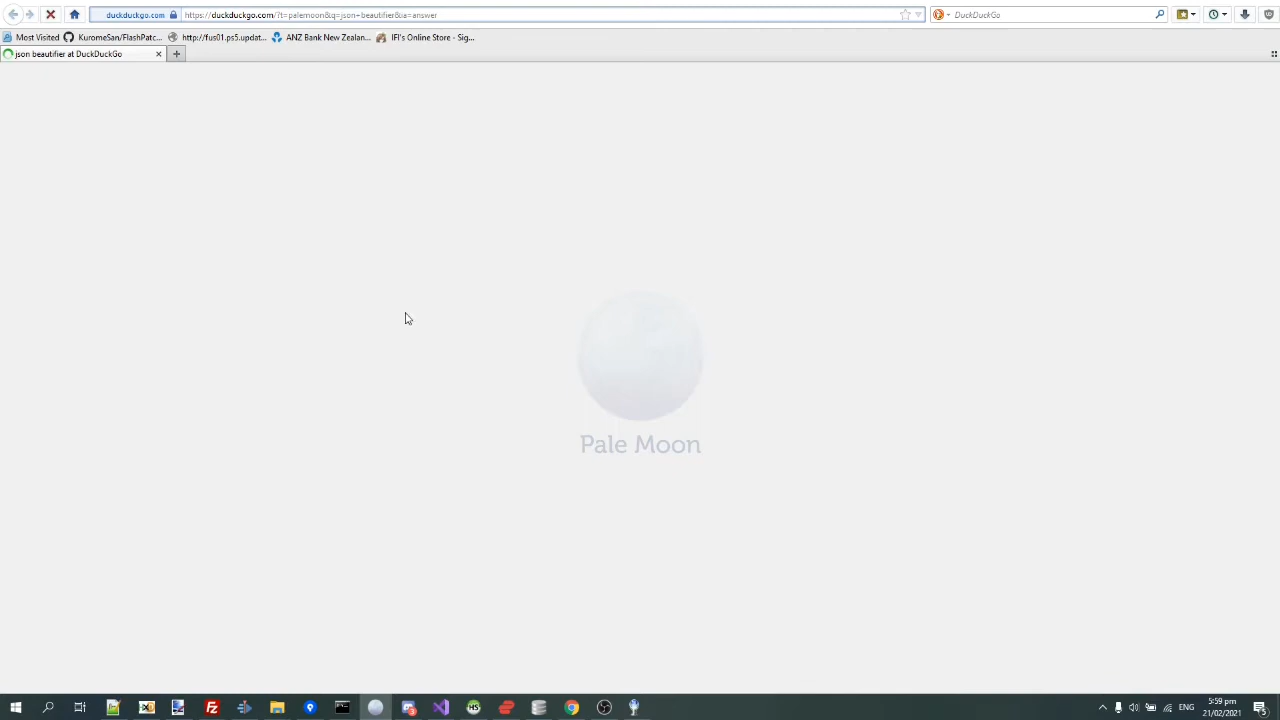 duckduckgo.com https://duckduckgo.com/?t=palemoon&q=json+beautifier&ia=answer DuckDuckGo
Most Visited KuromeSan/FlashPatc... http://fus01.ps5.updat... ANZ Bank New Zealan... IFI's Online Store - Sig...
json beautifier at DuckDuckGo
Pale Moon
ENG 5:59 pm
21/02/2021